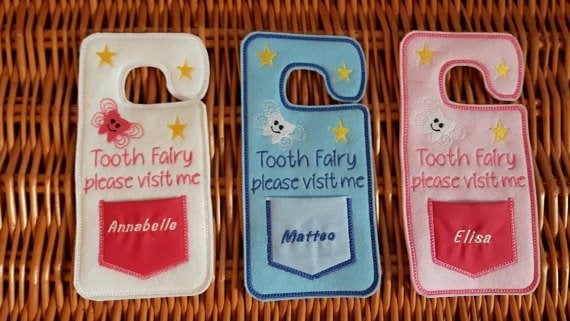 Tooth Fairy
please visit me
Annabelle
Tooth Fairy
please visit me
Matteo
Tooth Fairy
please visit me
Elisa